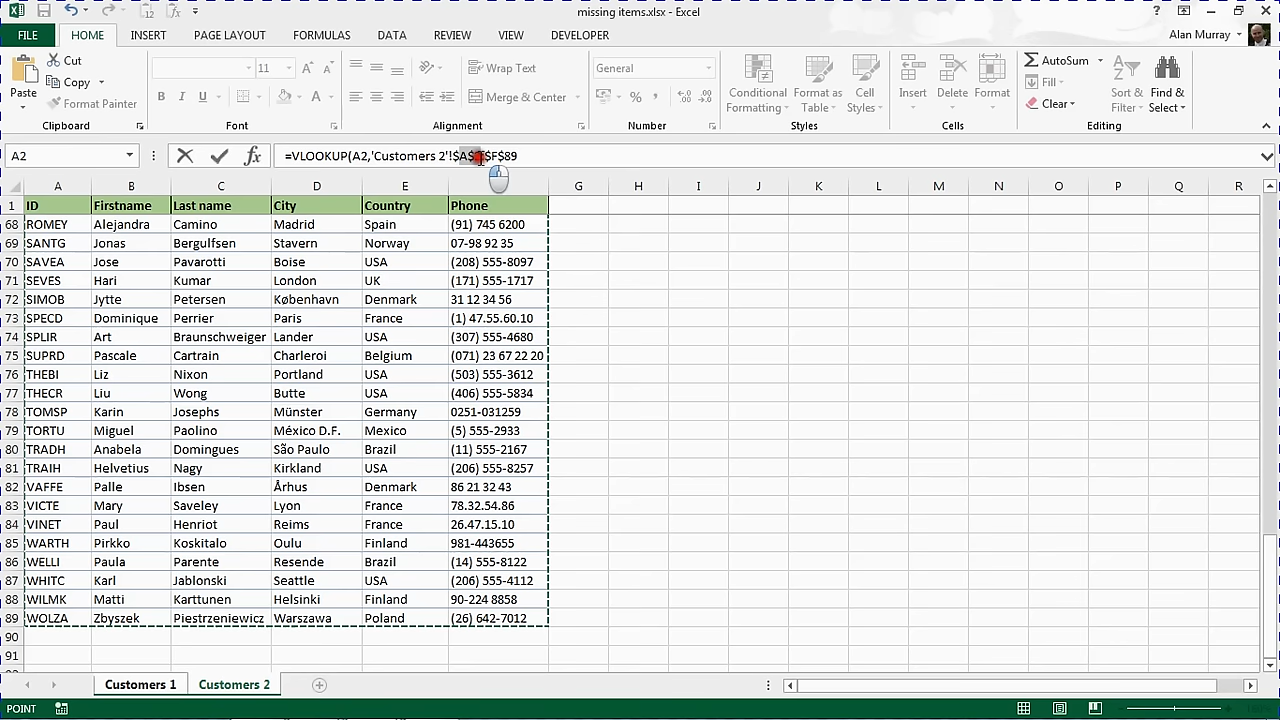 missing items.xlsx - Excel
FILE HOME INSERT PAGE LAYOUT FORMULAS DATA REVIEW VIEW DEVELOPER Alan Murray
Cut
Copy
Format Painter
Paste
11 A A
B I U A
Wrap Text
Merge & Center
General
% ,
Conditional Formatting
Format as Table
Cell Styles
Insert Delete Format
AutoSum
Fill
Clear
Sort & Filter
Find & Select
Clipboard Font Alignment Number Styles Cells Editing
A2 fx =VLOOKUP(A2,'Customers 2'!$A$ $F$89
A B C D E G H I J K L M N O P Q R
1 ID Firstname Last name City Country Phone
68 ROMEY Alejandra Camino Madrid Spain (91) 745 6200
69 SANTG Jonas Bergulfsen Stavern Norway 07-98 92 35
70 SAVEA Jose Pavarotti Boise USA (208) 555-8097
71 SEVES Hari Kumar London UK (171) 555-1717
72 SIMOB Jytte Petersen København Denmark 31 12 34 56
73 SPECD Dominique Perrier Paris France (1) 47.55.60.10
74 SPLIR Art Braunschweiger Lander USA (307) 555-4680
75 SUPRD Pascale Cartrain Charleroi Belgium (071) 23 67 22 20
76 THEBI Liz Nixon Portland USA (503) 555-3612
77 THECR Liu Wong Butte USA (406) 555-5834
78 TOMSP Karin Josephs Münster Germany 0251-031259
79 TORTU Miguel Paolino México D.F. Mexico (5) 555-2933
80 TRADH Anabela Domingues São Paulo Brazil (11) 555-2167
81 TRAIH Helvetius Nagy Kirkland USA (206) 555-8257
82 VAFFE Palle Ibsen Århus Denmark 86 21 32 43
83 VICTE Mary Saveley Lyon France 78.32.54.86
84 VINET Paul Henriot Reims France 26.47.15.10
85 WARTH Pirkko Koskitalo Oulu Finland 981-443655
86 WELLI Paula Parente Resende Brazil (14) 555-8122
87 WHITC Karl Jablonski Seattle USA (206) 555-4112
88 WILMK Matti Karttunen Helsinki Finland 90-224 8858
89 WOLZA Zbyszek Piestrzeniewicz Warszawa Poland (26) 642-7012
90
91
Customers 1 Customers 2
POINT